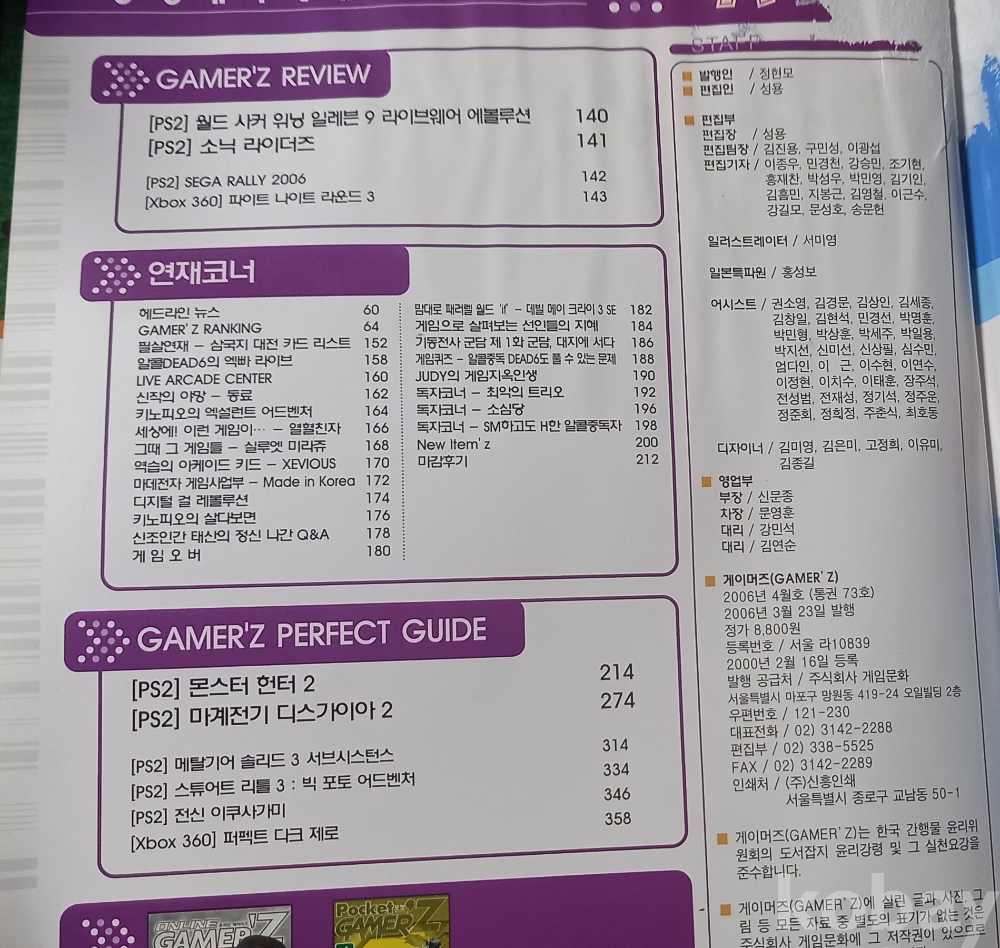 GAMER'Z REVIEW
[PS2] 월드 사커 위닝 일레븐 9 라이브웨어 에볼루션 140
[PS2] 소닉 라이더즈 141
[PS2] SEGA RALLY 2006 142
[Xbox 360] 파이트 나이트 라운드 3 143
연재코너
헤드라인 뉴스 60
GAMER'Z RANKING 64
필살연재 - 삼국지 대전 카드 리스트 152
알콜DEAD6의 엑빠 라이브 158
LIVE ARCADE CENTER 160
신작의 야망 - 동료 162
키노피오의 엑설런트 어드벤처 164
세상에! 이런 게임이… - 열혈친자 166
그때 그 게임들 - 실루엣 미라쥬 168
역습의 아케이드 키드 - XEVIOUS 170
마데전자 게임사업부 - Made in Korea 172
디지털 걸 레볼루션 174
키노피오의 살다보면 176
신조인간 태산의 정신 나간 Q&A 178
게 임 오 버 180
맘대로 패러렐 월드 'if' - 데빌 메이 크라이 3 SE 182
게임으로 살펴보는 선인들의 지혜 184
기동전사 군담 제 1화 군담, 대지에 서다 186
게임퀴즈 - 알콜중독 DEAD6도 풀 수 있는 문제 188
JUDY의 게임지옥인생 190
독자코너 - 최악의 트리오 192
독자코너 - 소심당 196
독자코너 - SM하고도 H한 알콜중독자 198
New Item'z 200
마감후기 212
GAMER'Z PERFECT GUIDE
[PS2] 몬스터 헌터 2 214
[PS2] 마계전기 디스가이아 2 274
[PS2] 메탈기어 솔리드 3 서브시스턴스 314
[PS2] 스튜어트 리틀 3 : 빅 포토 어드벤처 334
[PS2] 전신 이쿠사가미 346
[Xbox 360] 퍼펙트 다크 제로 358
ONLINE
GAMER'Z
Pocket
GAMER'Z
STAFF
발행인 / 정현모
편집인 / 성용
편집부
편집장 / 성용
편집팀장 / 김진용, 구민성, 이광섭
편집기자 / 이종우, 민경천, 강승민, 조기현,
홍재찬, 박성우, 박민영, 김기인,
김흠민, 지봉근, 김영철, 이근수,
강길모, 문성호, 송문헌
일러스트레이터 / 서미영
일본특파원 / 홍성보
어시스트 / 권소영, 김경문, 김상인, 김세종,
김창일, 김현석, 민경선, 박명훈,
박민형, 박상훈, 박세주, 박일용,
박지선, 신미선, 신상필, 심수민,
엄다인, 이 근, 이수현, 이연수,
이정현, 이치수, 이태훈, 장주석,
전성범, 전재성, 정기석, 정주운,
정준회, 정희정, 주춘식, 최호동
디자이너 / 김미영, 김은미, 고정희, 이유미,
김종길
영업부
부장 / 신문종
차장 / 문영훈
대리 / 강민석
대리 / 김연순
게이머즈(GAMER'Z)
2006년 4월호 (통권 73호)
2006년 3월 23일 발행
정가 8,800원
등록번호 / 서울 라10839
2000년 2월 16일 등록
발행 공급처 / 주식회사 게임문화
서울특별시 마포구 망원동 419-24 오일빌딩 2층
우편번호 / 121-230
대표전화 / 02) 3142-2288
편집부 / 02) 338-5525
FAX / 02) 3142-2289
인쇄처 / (주)신흥인쇄
서울특별시 종로구 교남동 50-1
게이머즈(GAMER'Z)는 한국 간행물 윤리위
원회의 도서잡지 윤리강령 및 그 실천요강을
준수합니다.
게이머즈(GAMER'Z)에 실린 글과 사진, 그
림 등 모든 자료 중 별도의 표기가 없는 것은
주식회사 게임문화에 그 저작권이 있으므로